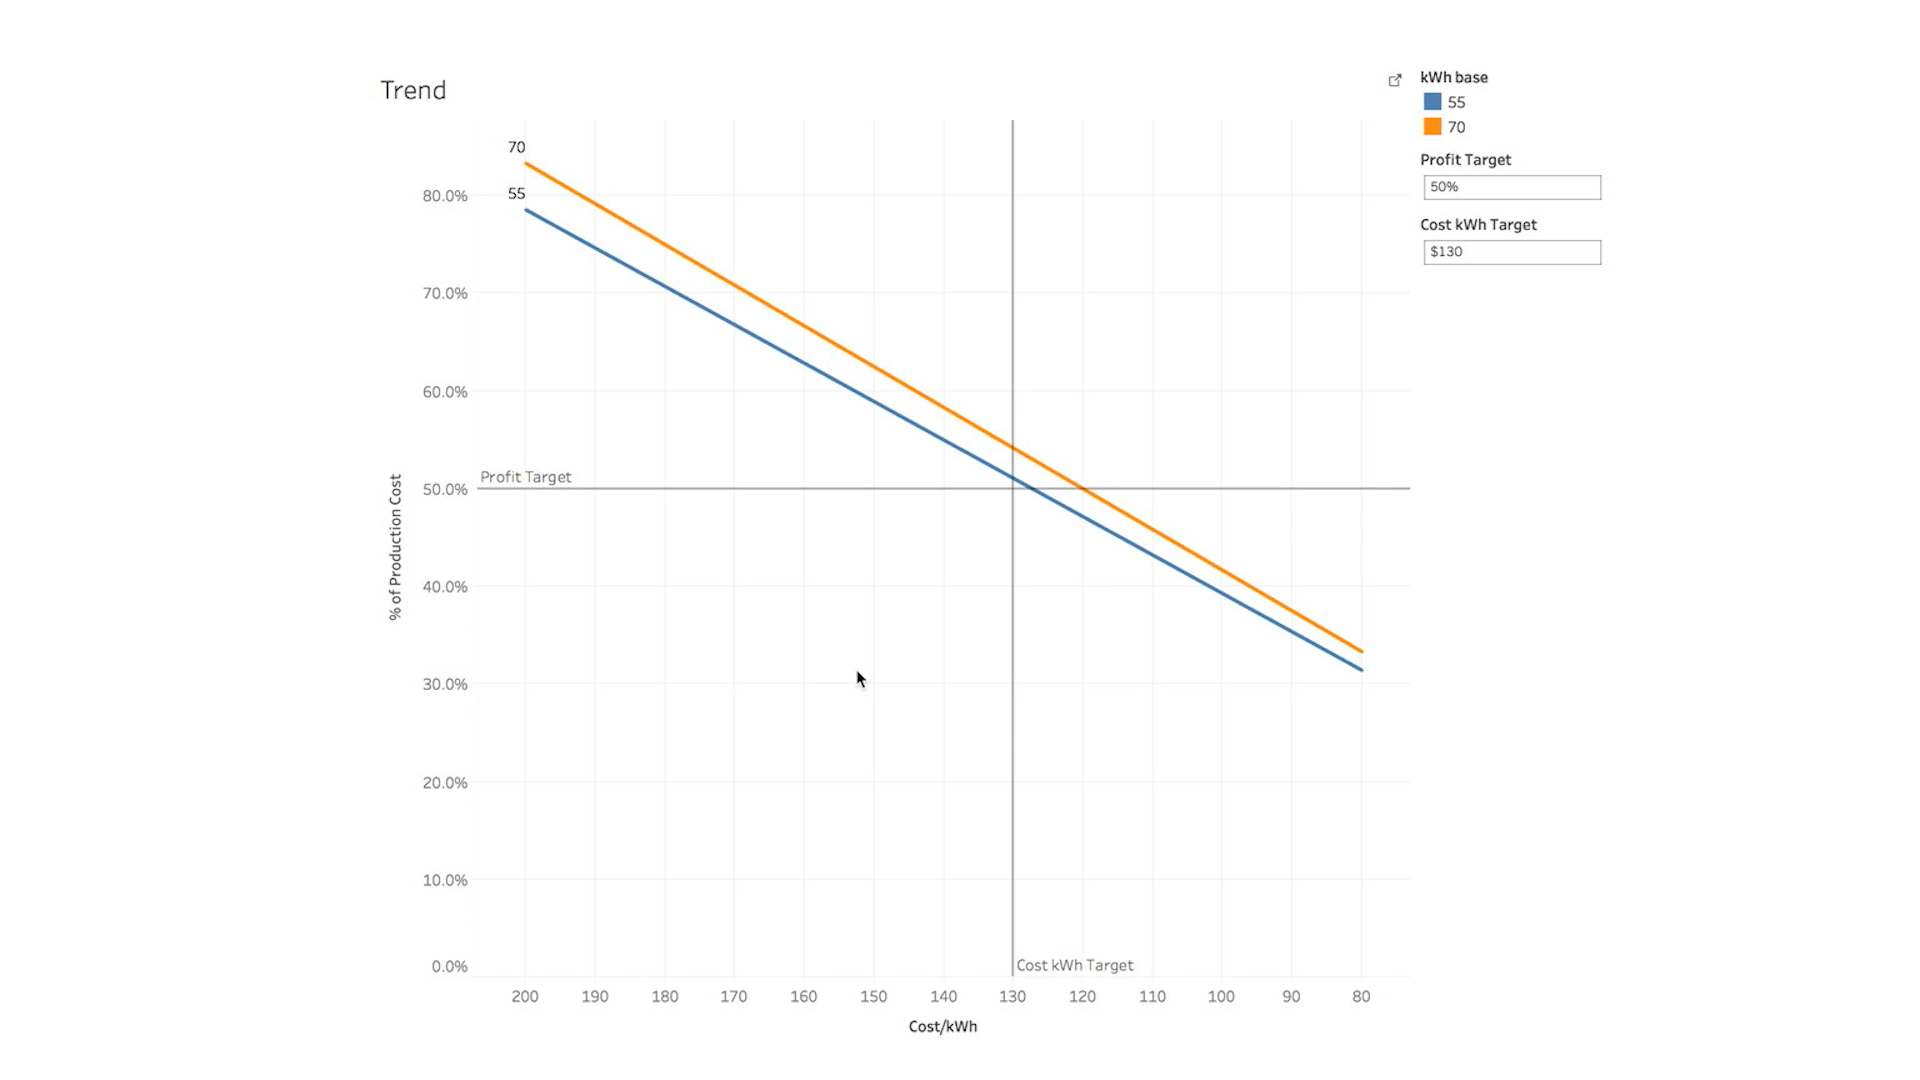 Trend
kWh base
55
70
Profit Target
50%
Cost kWh Target
$130
70
55
80.0%
70.0%
60.0%
Profit Target
50.0%
40.0%
30.0%
20.0%
10.0%
0.0%
% of Production Cost
Cost kWh Target
200 190 180 170 160 150 140 130 120 110 100 90 80
Cost/kWh